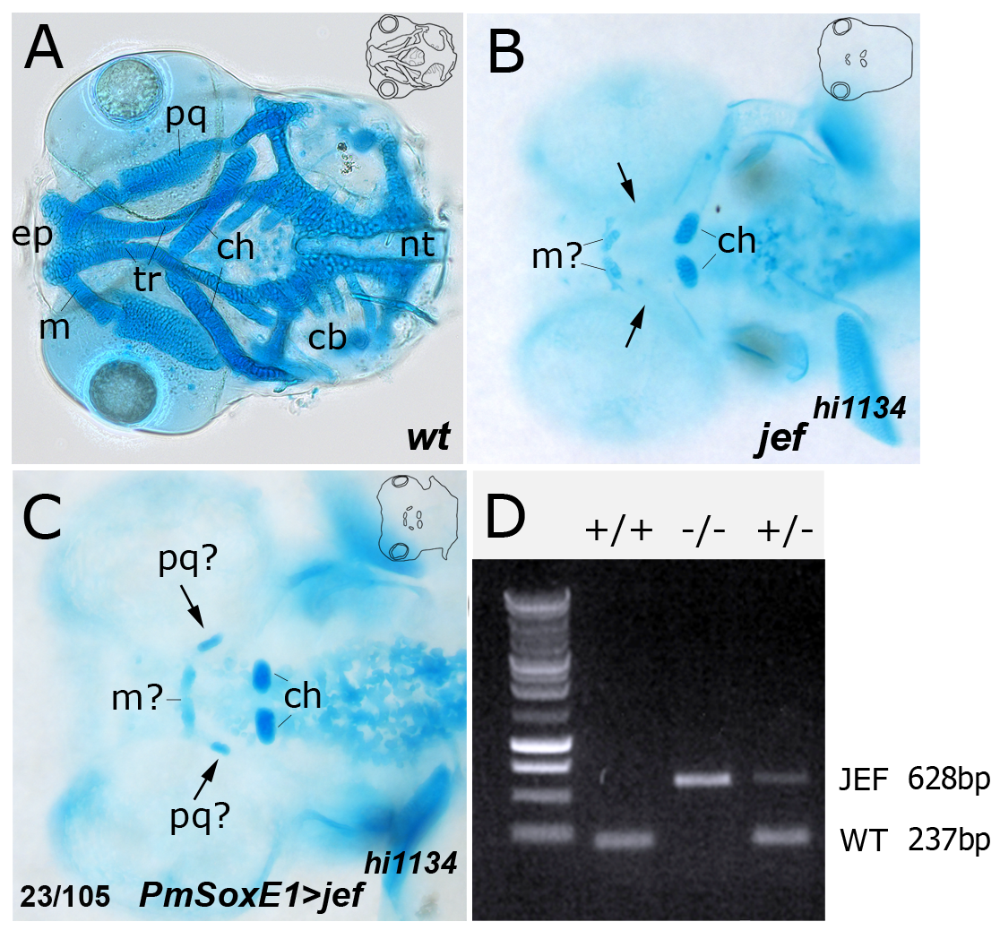 A
pq
ep
tr
ch
nt
m
cb
wt
B
m?
ch
jef hi1134
C
pq?
m?
ch
pq?
23/105 PmSoxE1>jef hi1134
D
+/+ -/- +/-
JEF 628bp
WT 237bp